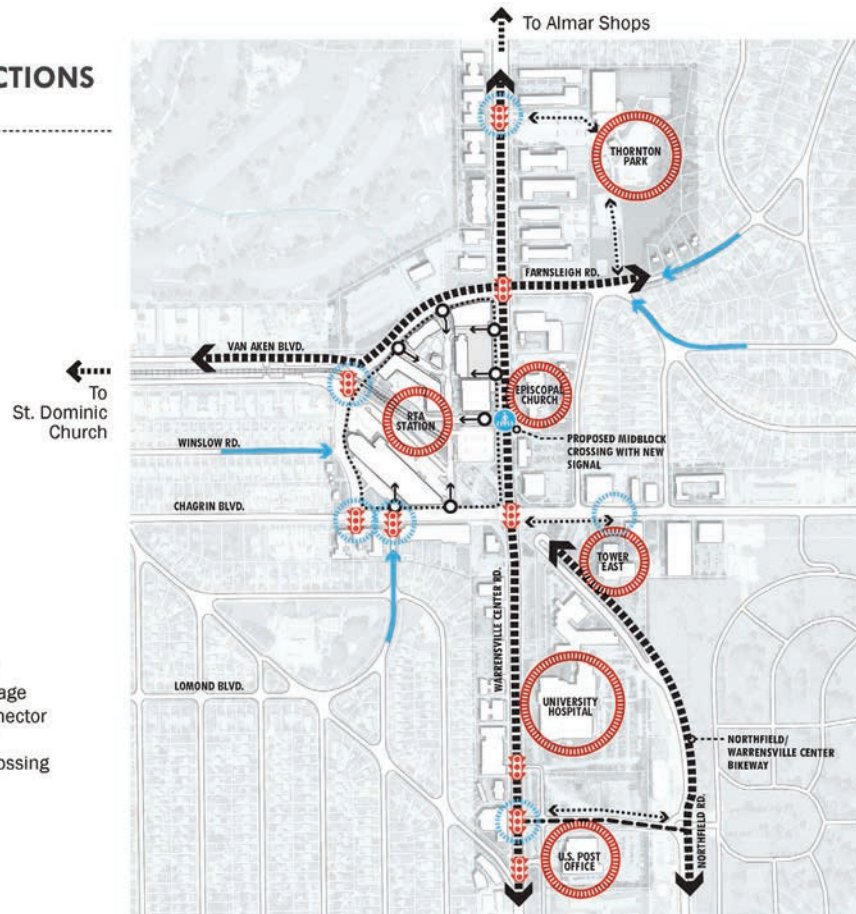 To Almar Shops
CTIONS
THORNTON
PARK
FARNSLEIGH RD.
VAN AKEN BLVD.
To
St. Dominic
Church
EPISCOPAL
CHURCH
RTA
STATION
WINSLOW RD.
PROPOSED MIDBLOCK
CROSSING WITH NEW
SIGNAL
CHAGRIN BLVD.
TOWER
EAST
WARRENSVILLE CENTER RD.
LOMOND BLVD.
age
nector
UNIVERSITY
HOSPITAL
NORTHFIELD/
WARRENSVILLE CENTER
BIKEWAY
ossing
NORTHFIELD RD.
U.S. POST
OFFICE